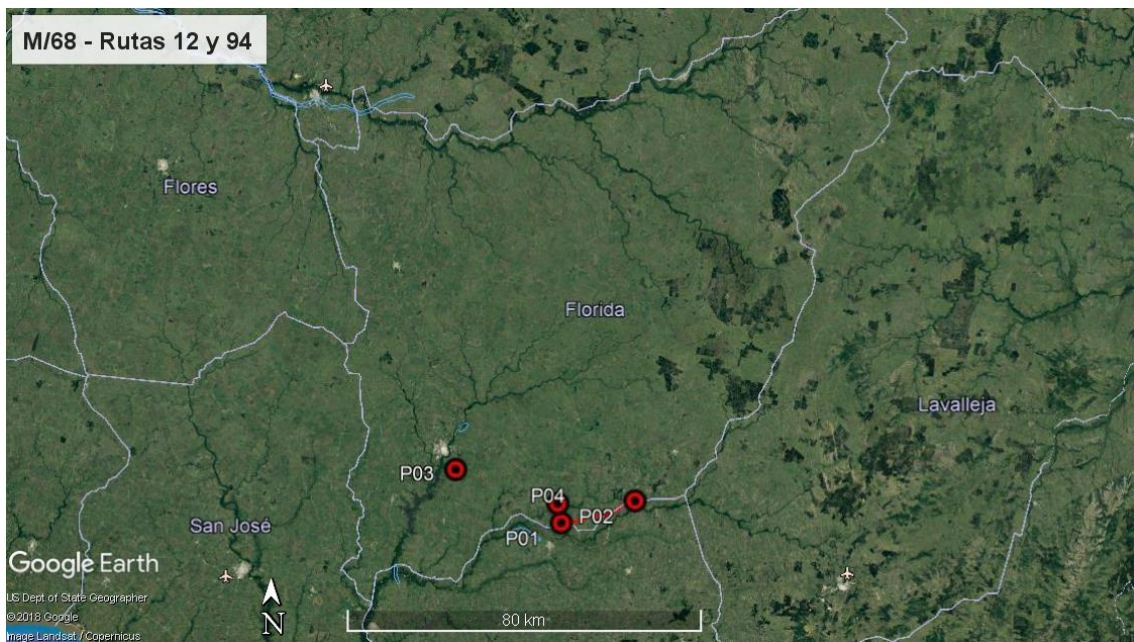 M/68 - Rutas 12 y 94
Flores
Florida
Lavalleja
P03
P04
P02
San José
P01
Google Earth
US Dept of State Geographer
©2018 Google
Image Landsat / Copernicus
N
80 km